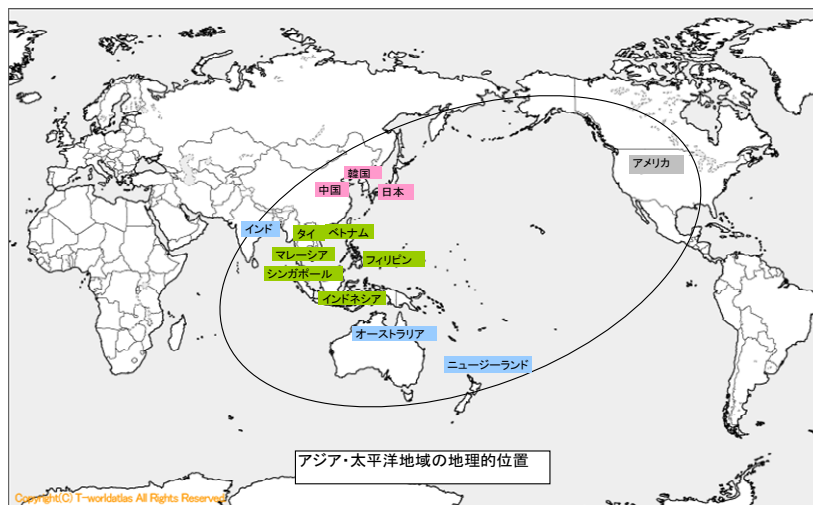 アメリカ
韓国
中国
日本
インド
タイ
ベトナム
マレーシア
フィリピン
シンガポール
インドネシア
オーストラリア
ニュージーランド
アジア・太平洋地域の地理的位置
Copyright(C) T-worldatlas All Rights Reserved